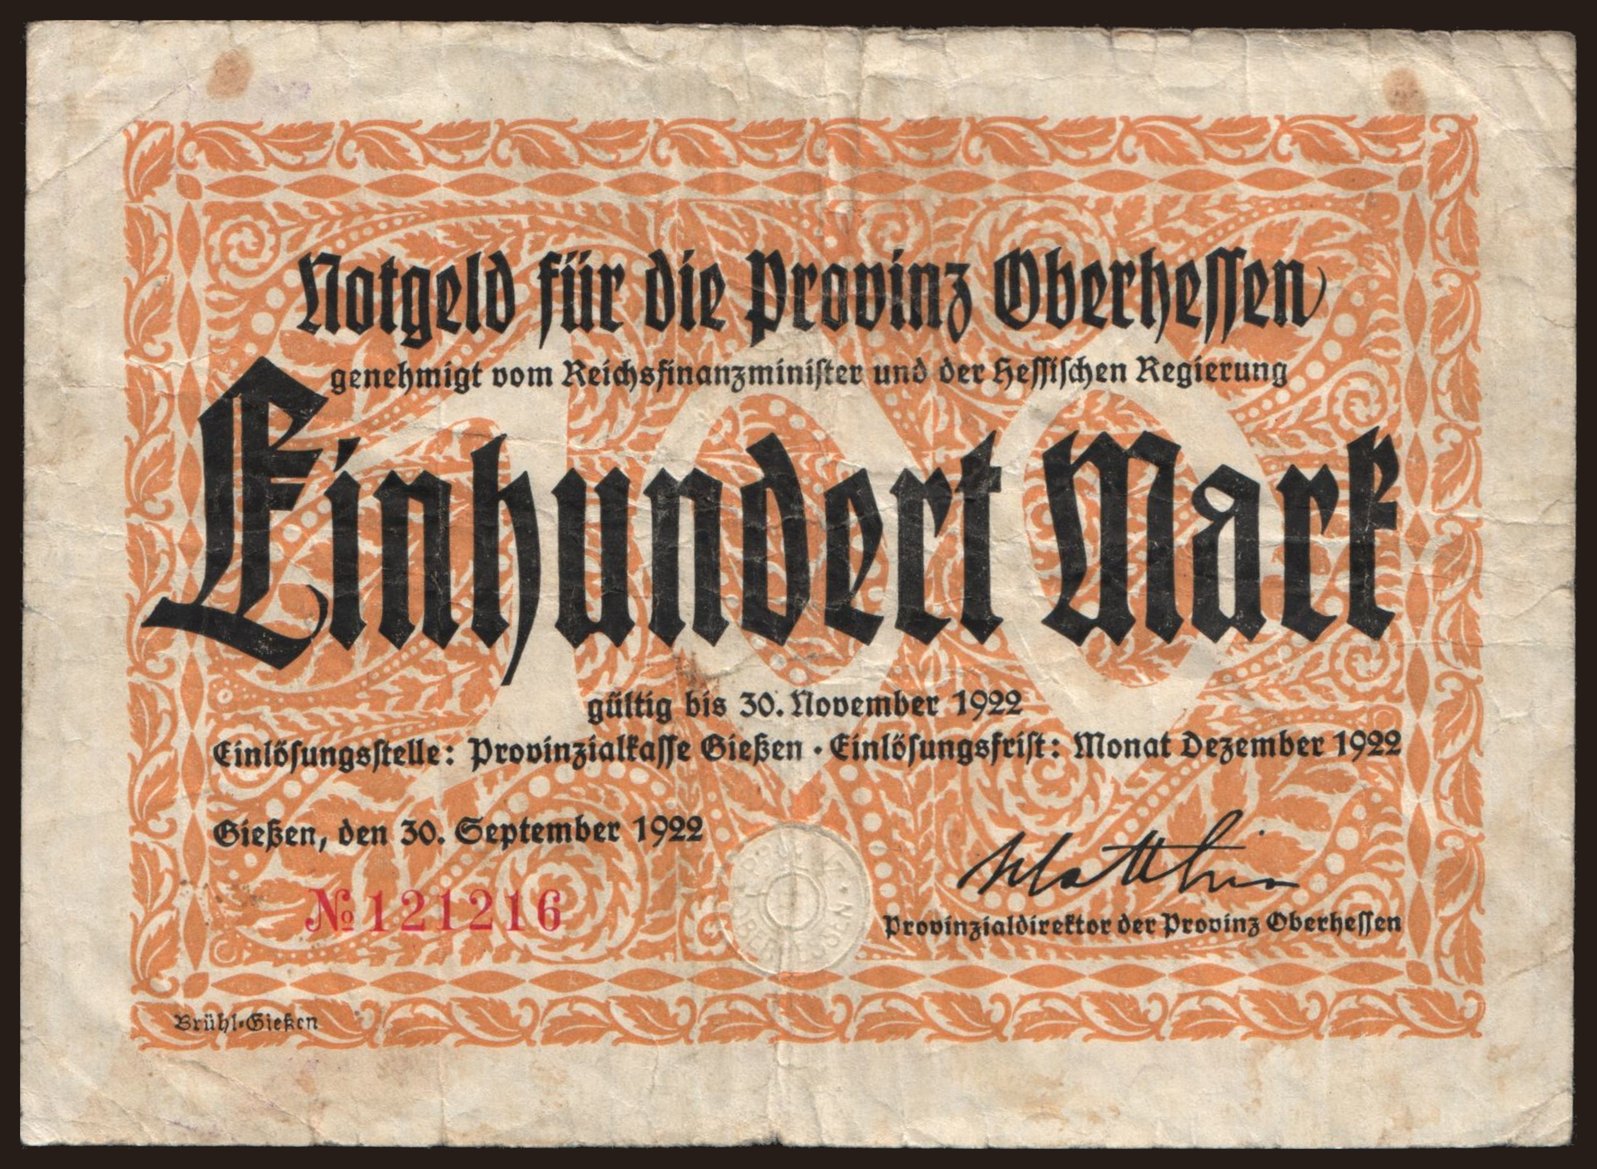 Notgeld für die Provinz Oberhessen
genehmigt vom Reichsfinanzminister und der Hessischen Regierung
100
Einhundert Mark
gültig bis 30. November 1922
Einlösungsstelle: Provinzialkasse Gießen · Einlösungsfrist: Monat Dezember 1922
Gießen, den 30. September 1922
№ 121216
Provinzialdirektor der Provinz Oberhessen
Brühl-Gießen